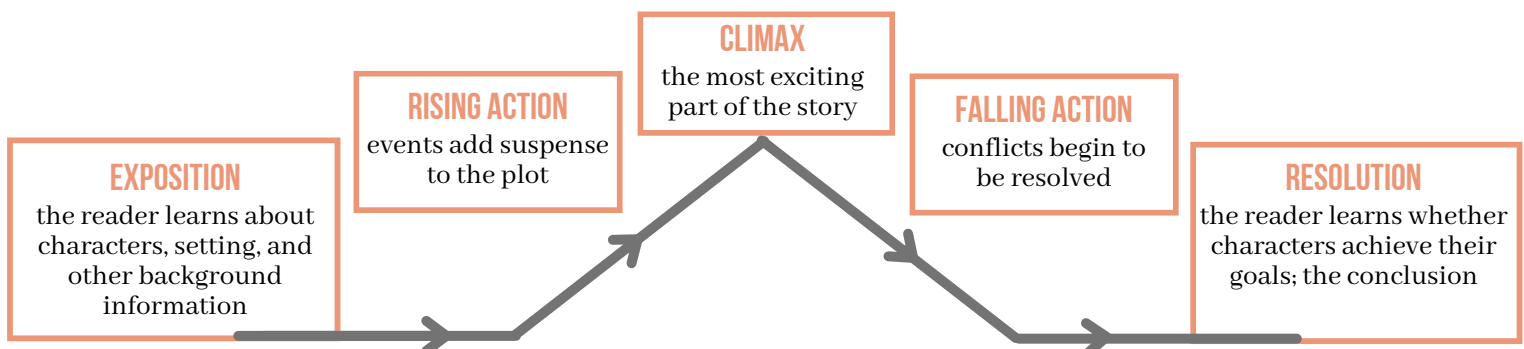 EXPOSITION
the reader learns about
characters, setting, and
other background
information
RISING ACTION
events add suspense
to the plot
CLIMAX
the most exciting
part of the story
FALLING ACTION
conflicts begin to
be resolved
RESOLUTION
the reader learns whether
characters achieve their
goals; the conclusion